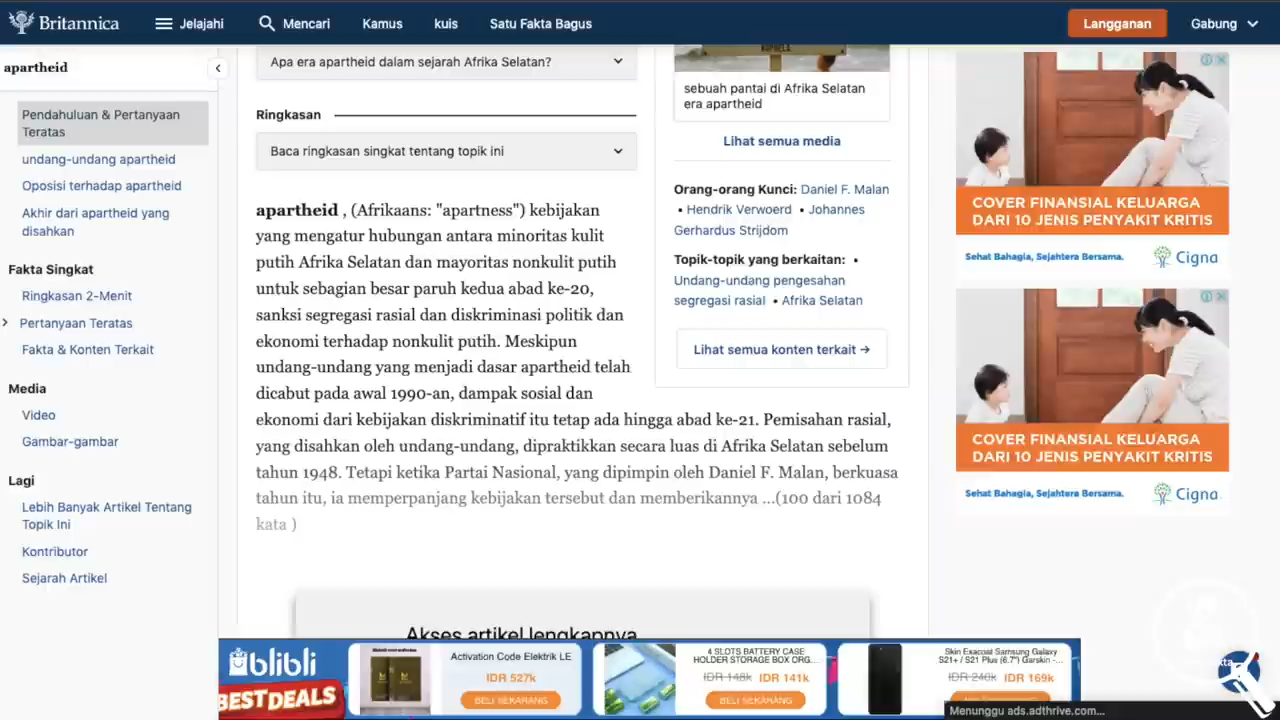 Britannica
Jelajahi
Mencari
Kamus
kuis
Satu Fakta Bagus
Langganan
Gabung
apartheid
Pendahuluan & Pertanyaan
Teratas
undang-undang apartheid
Oposisi terhadap apartheid
Akhir dari apartheid yang
disahkan
Fakta Singkat
Ringkasan 2-Menit
Pertanyaan Teratas
Fakta & Konten Terkait
Media
Video
Gambar-gambar
Lagi
Lebih Banyak Artikel Tentang
Topik Ini
Kontributor
Sejarah Artikel
Apa era apartheid dalam sejarah Afrika Selatan?
Ringkasan
Baca ringkasan singkat tentang topik ini
apartheid , (Afrikaans: "apartness") kebijakan
yang mengatur hubungan antara minoritas kulit
putih Afrika Selatan dan mayoritas nonkulit putih
untuk sebagian besar paruh kedua abad ke-20,
sanksi segregasi rasial dan diskriminasi politik dan
ekonomi terhadap nonkulit putih. Meskipun
undang-undang yang menjadi dasar apartheid telah
dicabut pada awal 1990-an, dampak sosial dan
ekonomi dari kebijakan diskriminatif itu tetap ada hingga abad ke-21. Pemisahan rasial,
yang disahkan oleh undang-undang, dipraktikkan secara luas di Afrika Selatan sebelum
tahun 1948. Tetapi ketika Partai Nasional, yang dipimpin oleh Daniel F. Malan, berkuasa
tahun itu, ia memperpanjang kebijakan tersebut dan memberikannya ...(100 dari 1084
kata )
Akses artikel lengkapnya
sebuah pantai di Afrika Selatan
era apartheid
Lihat semua media
Orang-orang Kunci: Daniel F. Malan
• Hendrik Verwoerd • Johannes
Gerhardus Strijdom
Topik-topik yang berkaitan: •
Undang-undang pengesahan
segregasi rasial • Afrika Selatan
Lihat semua konten terkait →
COVER FINANSIAL KELUARGA
DARI 10 JENIS PENYAKIT KRITIS
Sehat Bahagia, Sejahtera Bersama.
Cigna
COVER FINANSIAL KELUARGA
DARI 10 JENIS PENYAKIT KRITIS
Sehat Bahagia, Sejahtera Bersama.
Cigna
blibli
BEST DEALS
Activation Code Elektrik LE
IDR 527k
BELI SEKARANG
4 SLOTS BATTERY CASE
HOLDER STORAGE BOX ORG...
IDR 148k IDR 141k
BELI SEKARANG
Skin Exacoat Samsung Galaxy
S21+ / S21 Plus (6.7") Garskin -...
IDR 240k IDR 169k
Menunggu ads.adthrive.com...